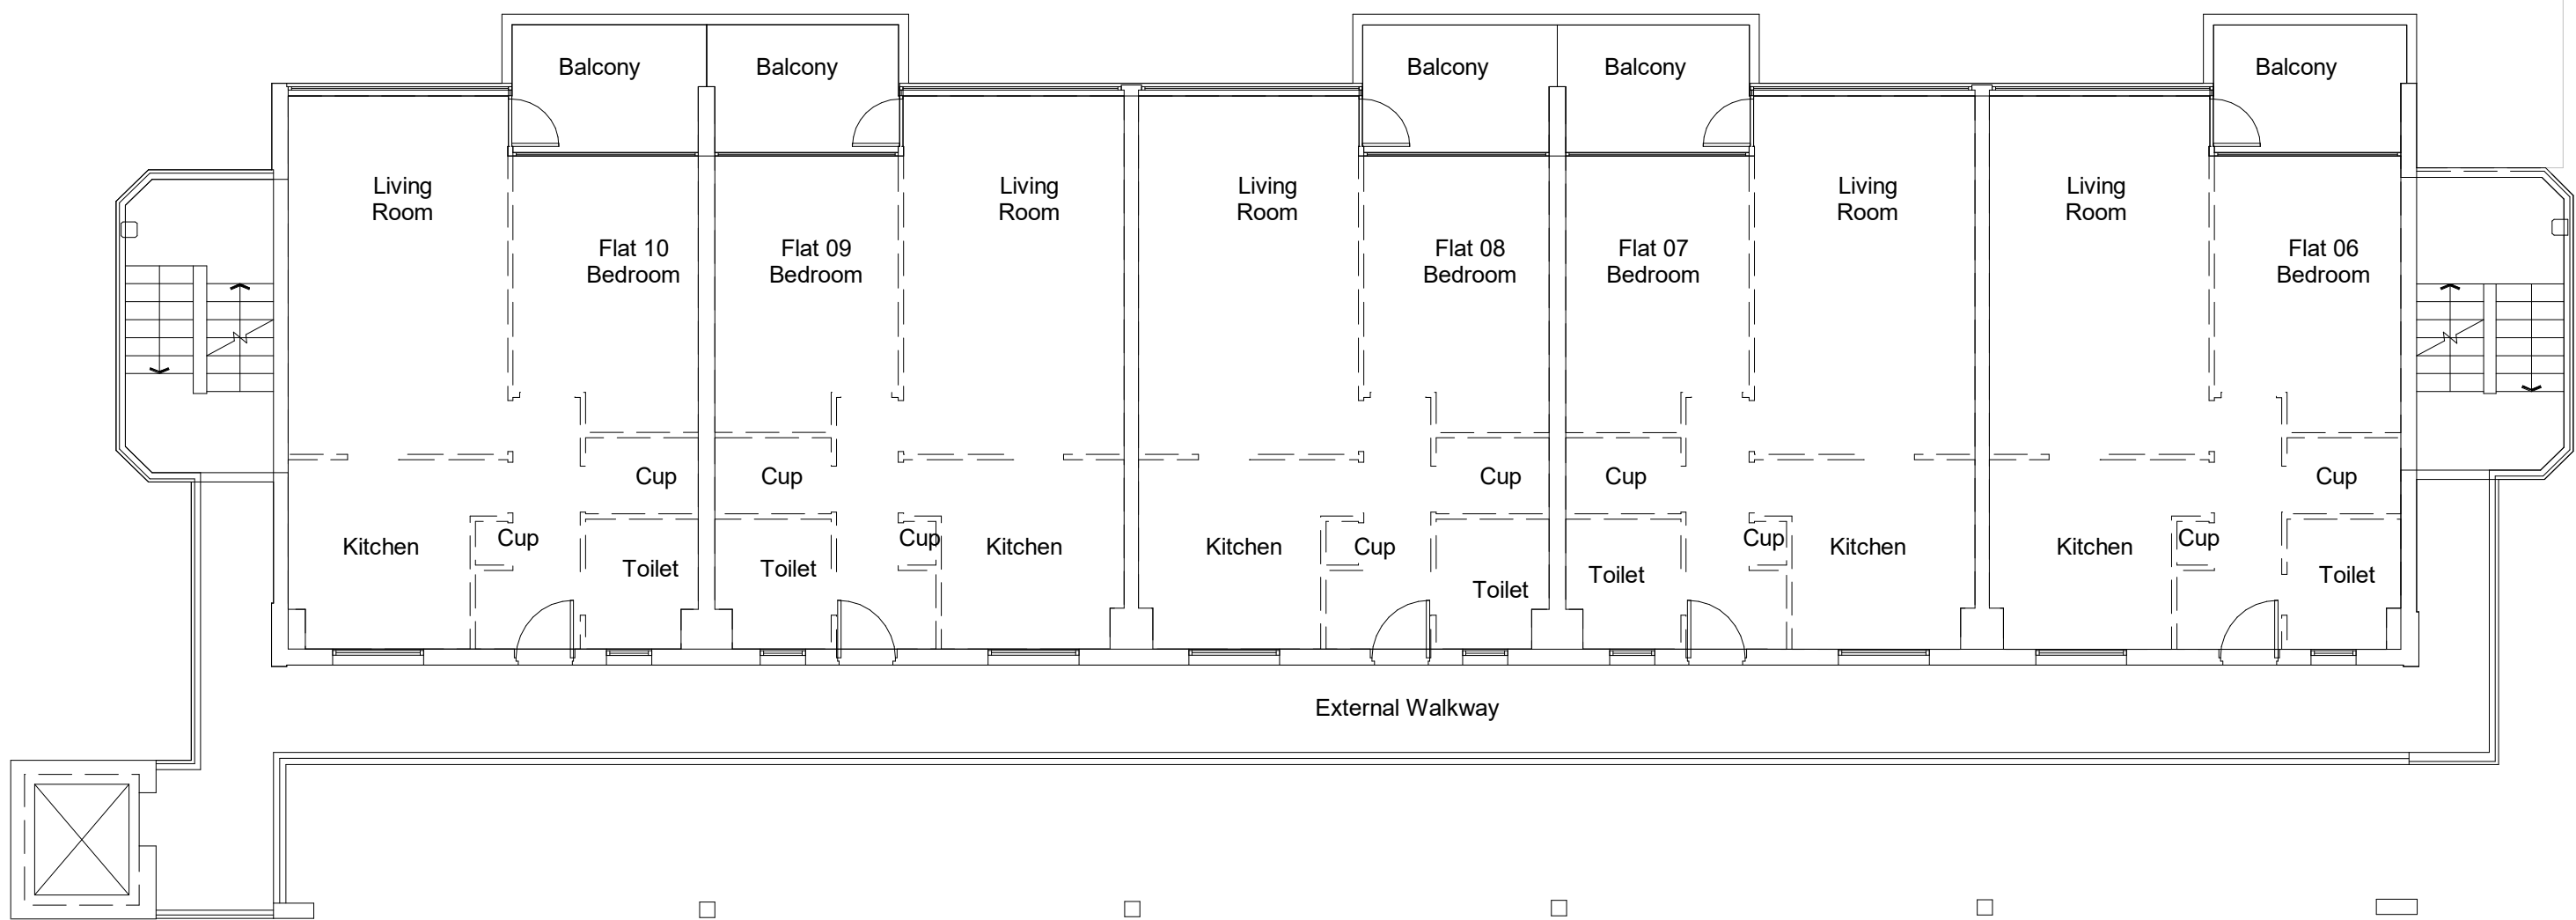 Balcony
Balcony
Balcony
Balcony
Balcony
Living
Room
Living
Room
Living
Room
Living
Room
Living
Room
Flat 10
Bedroom
Flat 09
Bedroom
Flat 08
Bedroom
Flat 07
Bedroom
Flat 06
Bedroom
Cup
Cup
Cup
Cup
Cup
Kitchen
Cup
Toilet
Toilet
Cup
Kitchen
Kitchen
Cup
Toilet
Toilet
Cup
Kitchen
Kitchen
Cup
Toilet
External Walkway